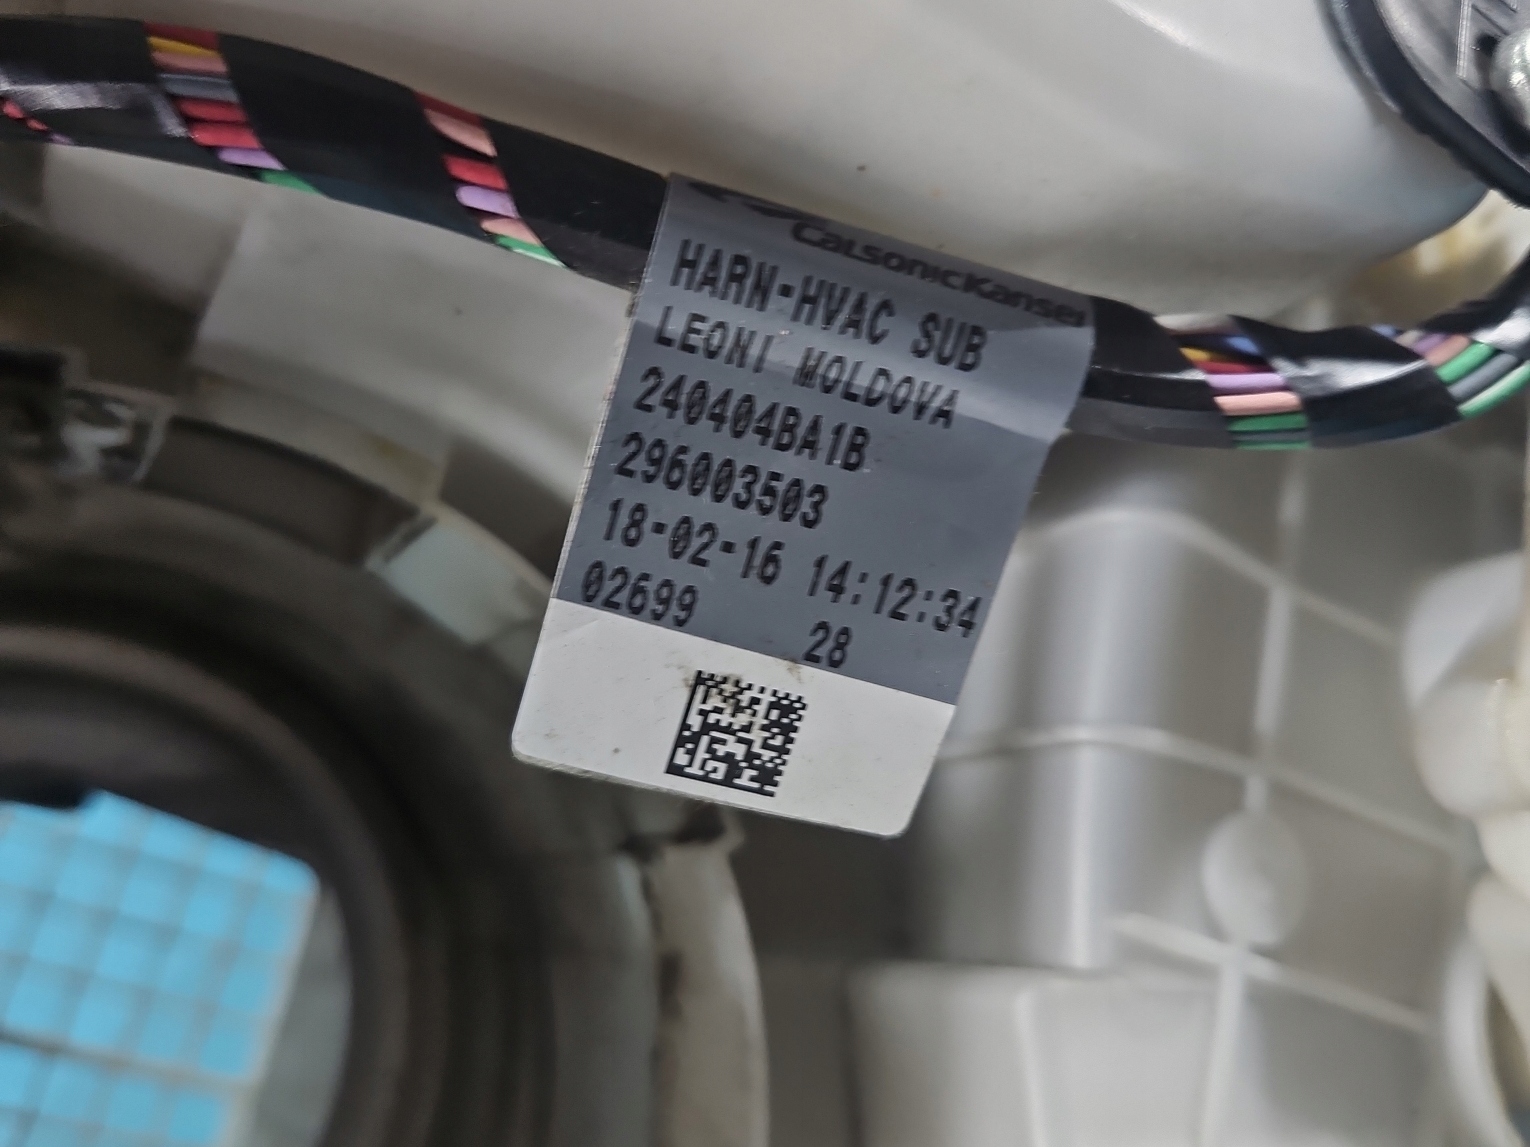 CalsonicKansei
HARN-HVAC SUB
LEONI MOLDOVA
240404BA1B
296003503
18-02-16 14:12:34
02699 28